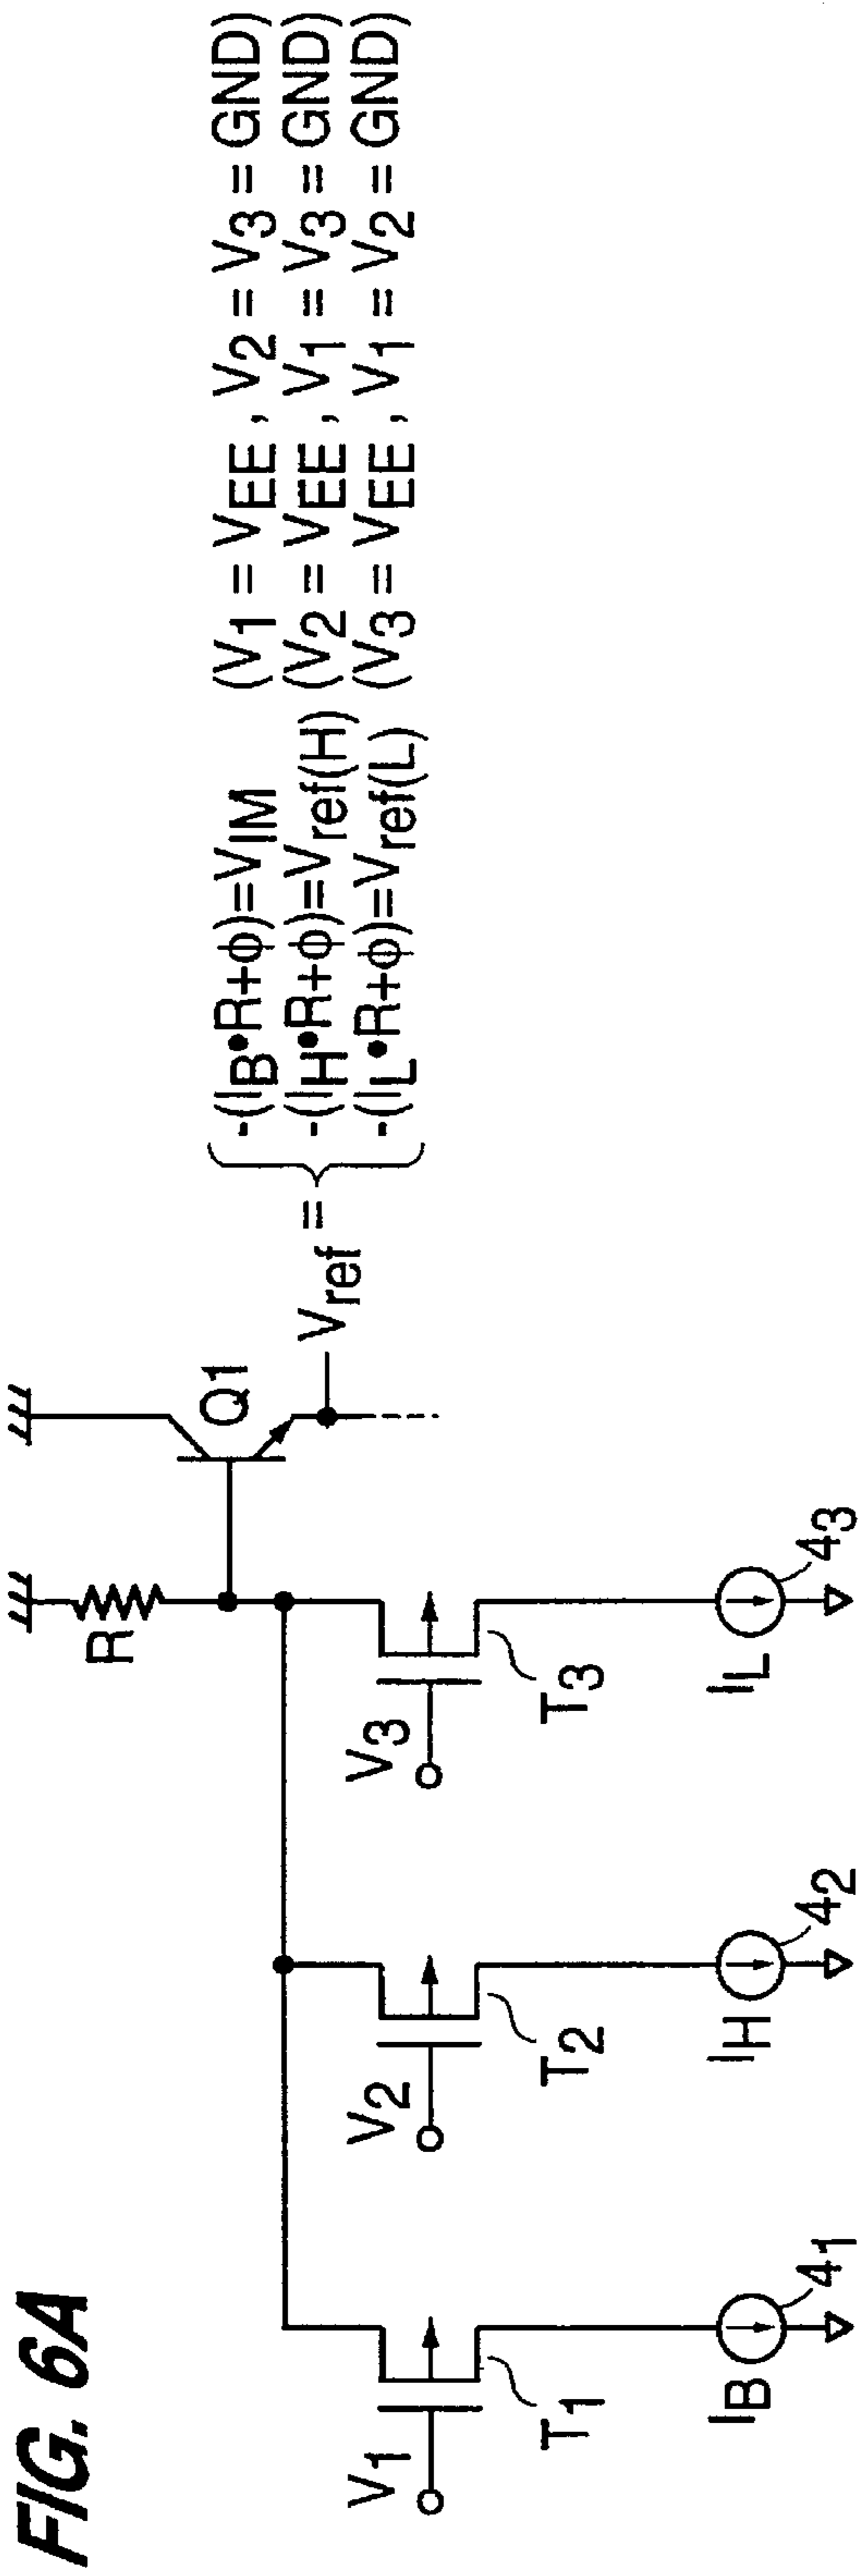 FIG. 6A
R
Q1
Vref =
-(IB•R+ϕ)=VIM (V1 = VEE , V2 = V3 = GND)
-(IH•R+ϕ)=Vref(H) (V2 = VEE , V1 = V3 = GND)
-(IL•R+ϕ)=Vref(L) (V3 = VEE , V1 = V2 = GND)
V1
V2
V3
T1
T2
T3
IB
41
IH
42
IL
43